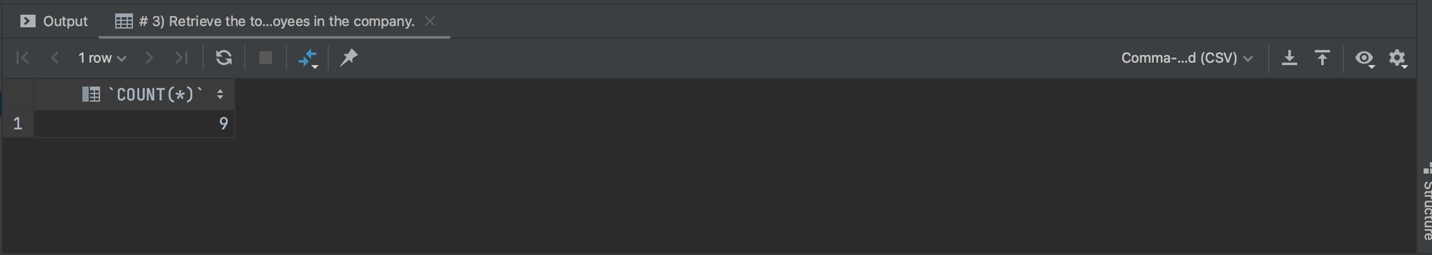 Output
# 3) Retrieve the to...oyees in the company.
1 row
Comma-...d (CSV)
`COUNT(*)`
1 9
Structure